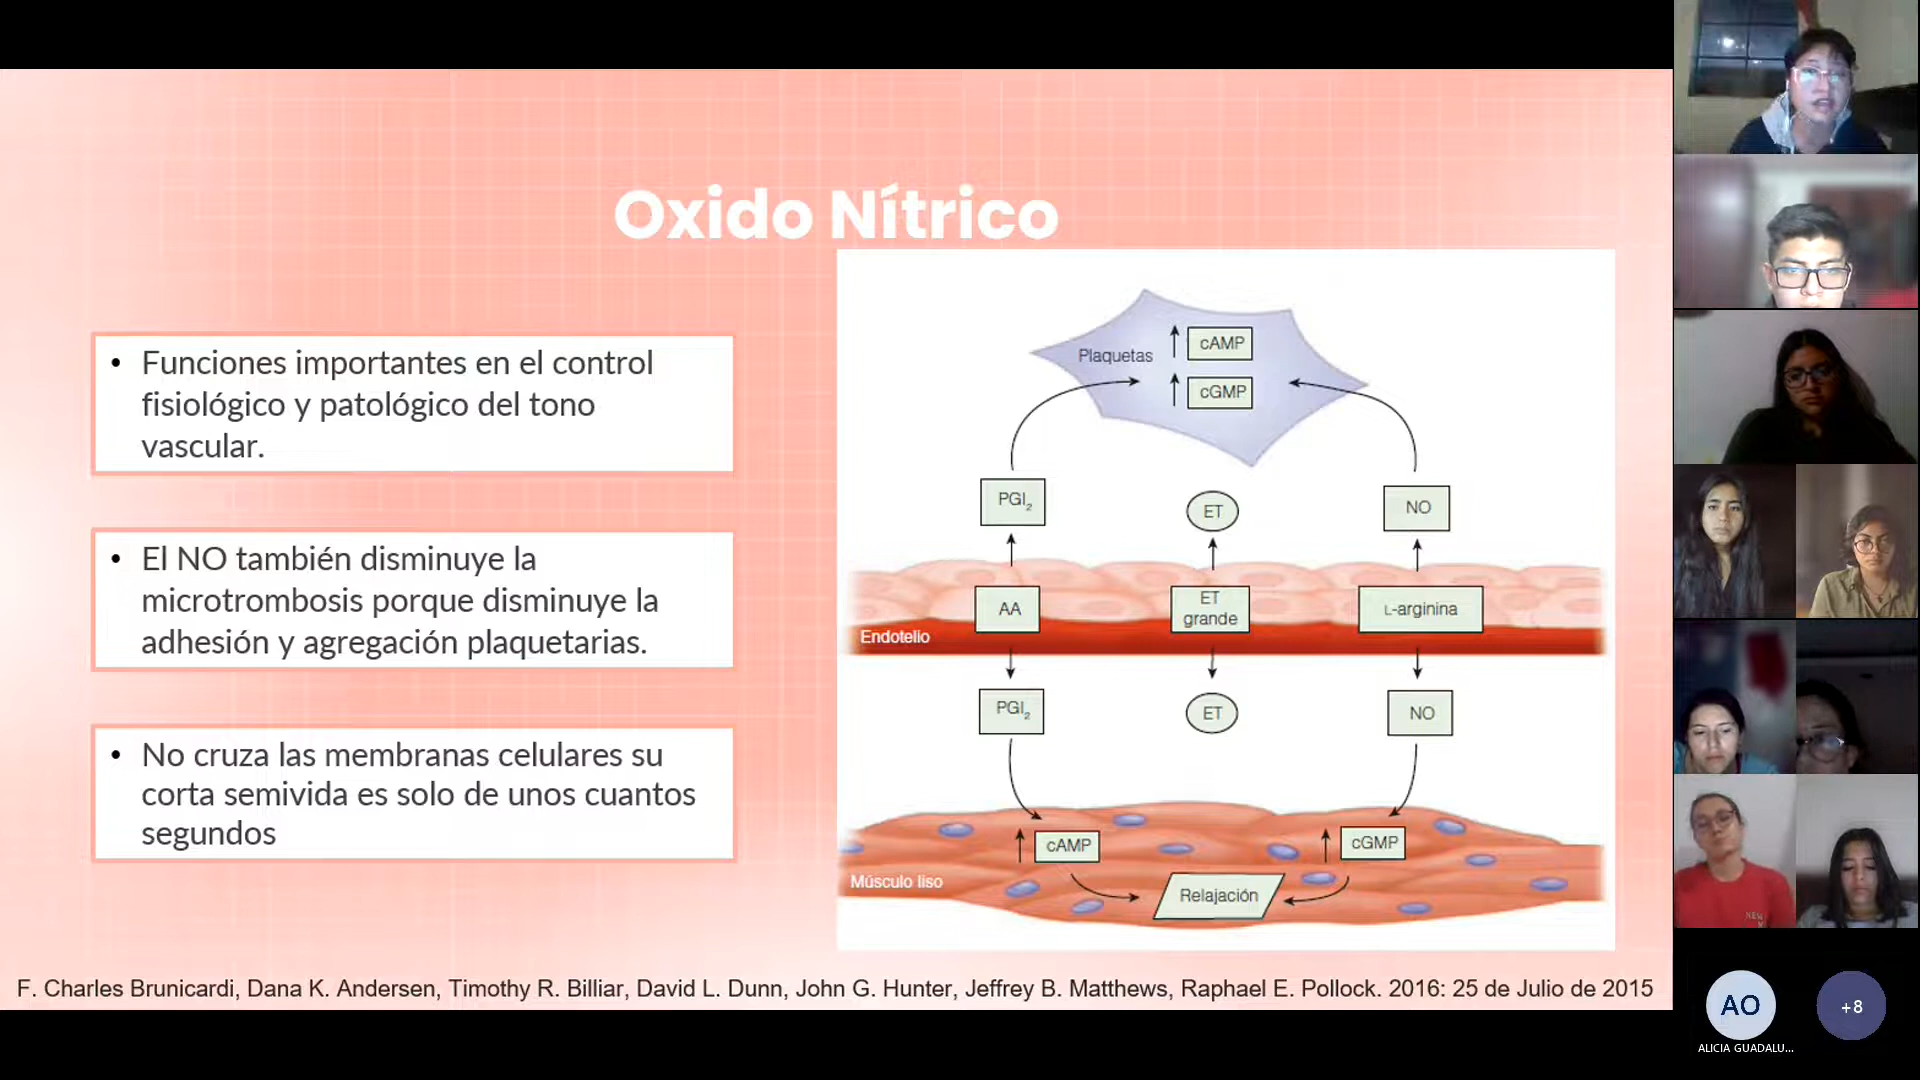 Oxido Nítrico
• Funciones importantes en el control
fisiológico y patológico del tono
vascular.
• El NO también disminuye la
microtrombosis porque disminuye la
adhesión y agregación plaquetarias.
• No cruza las membranas celulares su
corta semivida es solo de unos cuantos
segundos
Plaquetas
cAMP
cGMP
PGI₂
ET
NO
AA
ET
grande
L-arginina
Endotelio
PGI₂
ET
NO
cAMP
cGMP
Músculo liso
Relajación
F. Charles Brunicardi, Dana K. Andersen, Timothy R. Billiar, David L. Dunn, John G. Hunter, Jeffrey B. Matthews, Raphael E. Pollock. 2016: 25 de Julio de 2015
AO
+8
ALICIA GUADALU...